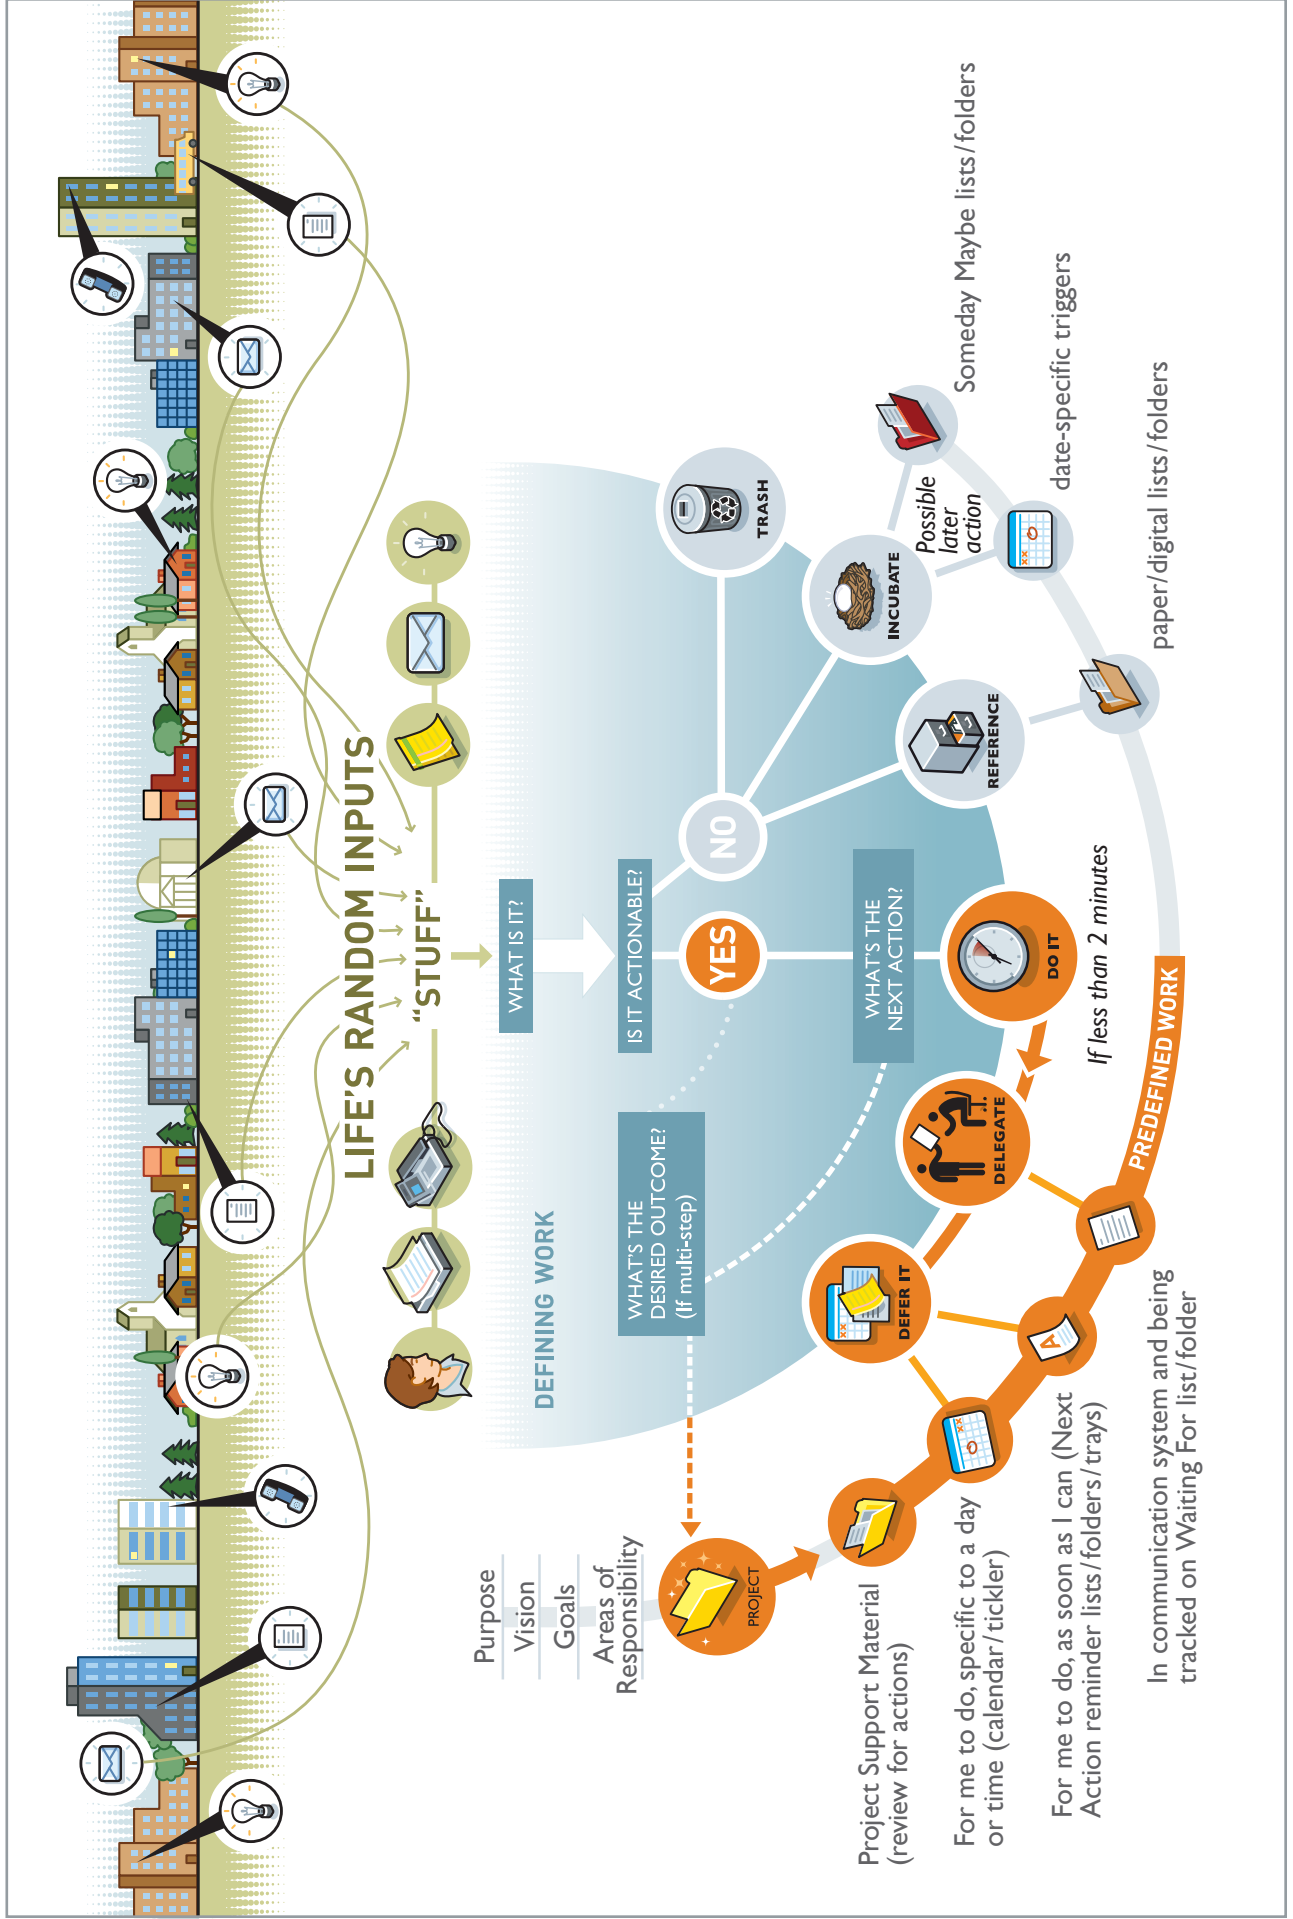 LIFE'S RANDOM INPUTS
"STUFF"
DEFINING WORK
WHAT IS IT?
IS IT ACTIONABLE?
NO
YES
TRASH
INCUBATE
Possible
later
action
Someday Maybe lists/folders
date-specific triggers
REFERENCE
paper/digital lists/folders
WHAT'S THE
DESIRED OUTCOME?
(If multi-step)
WHAT'S THE
NEXT ACTION?
DO IT
If less than 2 minutes
DELEGATE
DEFER IT
Purpose
Vision
Goals
Areas of
Responsibility
PROJECT
Project Support Material
(review for actions)
For me to do, specific to a day
or time (calendar/tickler)
A
For me to do, as soon as I can (Next
Action reminder lists/folders/trays)
In communication system and being
tracked on Waiting For list/folder
PREDEFINED WORK